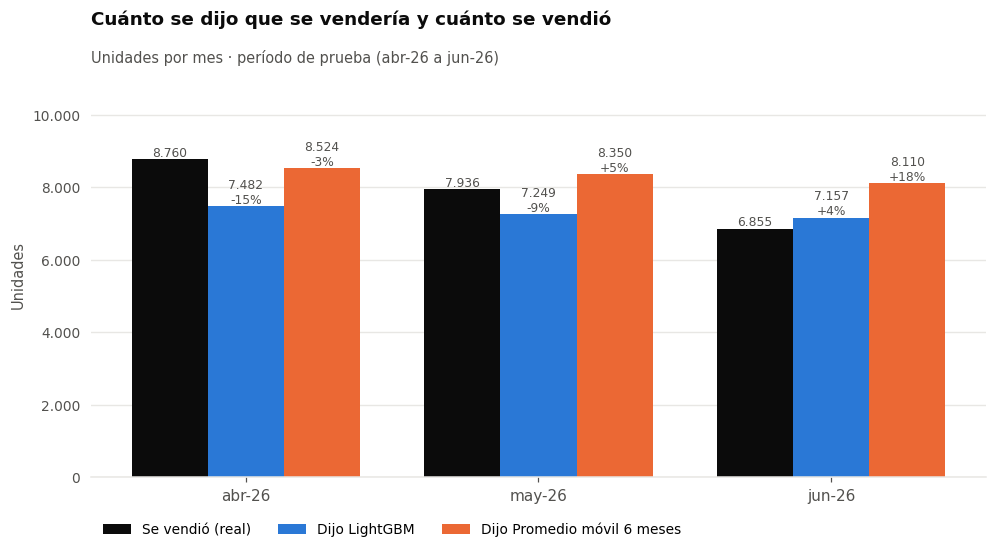 Cuánto se dijo que se vendería y cuánto se vendió
Unidades por mes · período de prueba (abr-26 a jun-26)
Unidades
10.000
8.000
6.000
4.000
2.000
0
8.760
7.482
-15%
8.524
-3%
7.936
7.249
-9%
8.350
+5%
6.855
7.157
+4%
8.110
+18%
abr-26
may-26
jun-26
Se vendió (real)
Dijo LightGBM
Dijo Promedio móvil 6 meses